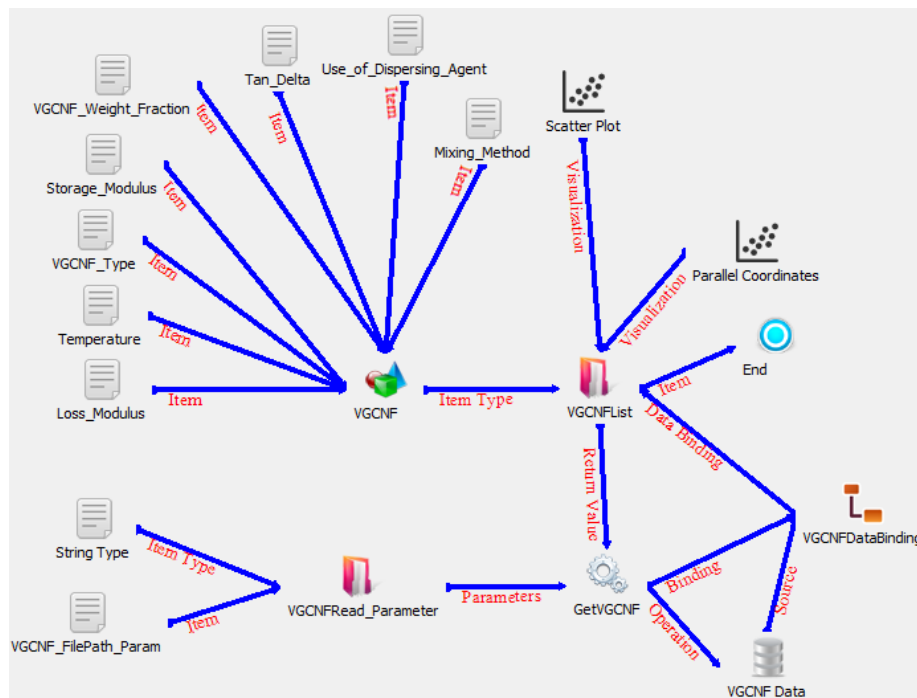 Use_of_Dispersing_Agent
Tan_Delta
VGCNF_Weight_Fraction
Item
Item
Item
Scatter Plot
Mixing_Method
Item
Visualization
Storage_Modulus
Item
VGCNF_Type
Item
Parallel Coordinates
Visualization
Temperature
Item
End
Loss_Modulus
Item
VGCNF
Item Type
VGCNFList
Item
Data Binding
Return Value
String Type
Item Type
VGCNFDataBinding
VGCNFRead_Parameter
Parameters
GetVGCNF
Binding
Source
Operation
VGCNF_FilePath_Param
Item
VGCNF Data